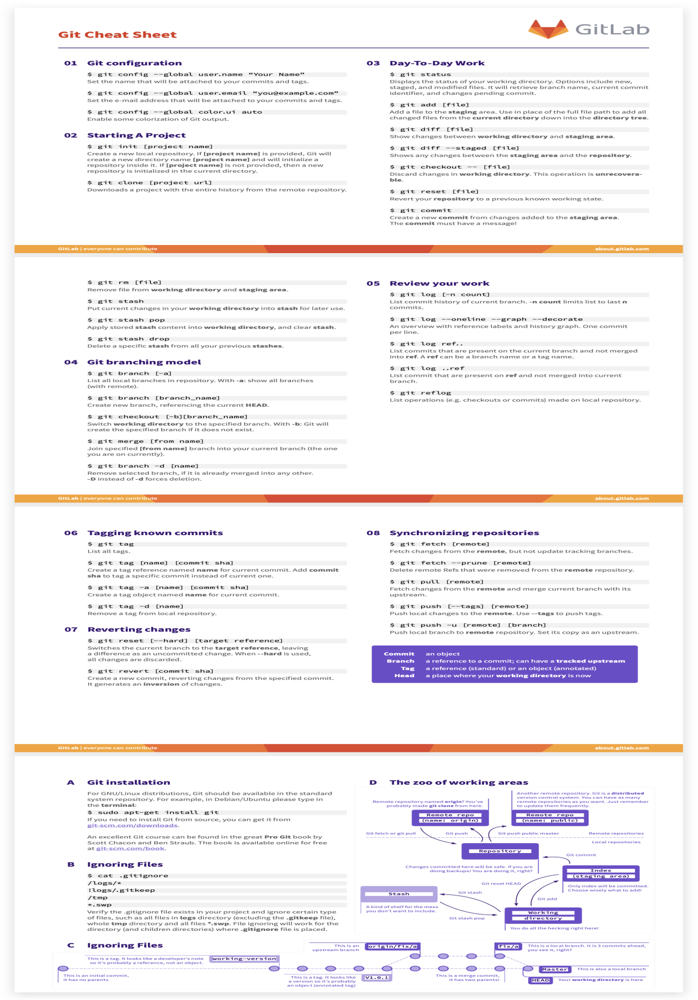 Git Cheat Sheet
GitLab
01 Git configuration
$ git config --global user.name “Your Name”
Set the name that will be attached to your commits and tags.
$ git config --global user.email “you@example.com”
Set the e-mail address that will be attached to your commits and tags.
$ git config --global color.ui auto
Enable some colorization of Git output.
02 Starting A Project
$ git init [project name]
Create a new local repository. If [project name] is provided, Git will
create a new directory name [project name] and will initialize a
repository inside it. If [project name] is not provided, then a new
repository is initialized in the current directory.
$ git clone [project url]
Downloads a project with the entire history from the remote repository.
03 Day-To-Day Work
$ git status
Displays the status of your working directory. Options include new,
staged, and modified files. It will retrieve branch name, current commit
identifier, and changes pending commit.
$ git add [file]
Add a file to the staging area. Use in place of the full file path to add all
changed files from the current directory down into the directory tree.
$ git diff [file]
Show changes between working directory and staging area.
$ git diff --staged [file]
Shows any changes between the staging area and the repository.
$ git checkout -- [file]
Discard changes in working directory. This operation is unrecovera-
ble.
$ git reset [file]
Revert your repository to a previous known working state.
$ git commit
Create a new commit from changes added to the staging area.
The commit must have a message!
GitLab | everyone can contribute
about.gitlab.com
$ git rm [file]
Remove file from working directory and staging area.
$ git stash
Put current changes in your working directory into stash for later use.
$ git stash pop
Apply stored stash content into working directory, and clear stash.
$ git stash drop
Delete a specific stash from all your previous stashes.
04 Git branching model
$ git branch [-a]
List all local branches in repository. With -a: show all branches
(with remote).
$ git branch [branch_name]
Create new branch, referencing the current HEAD.
$ git checkout [-b][branch_name]
Switch working directory to the specified branch. With -b: Git will
create the specified branch if it does not exist.
$ git merge [from name]
Join specified [from name] branch into your current branch (the one
you are on currently).
$ git branch -d [name]
Remove selected branch, if it is already merged into any other.
-D instead of -d forces deletion.
05 Review your work
$ git log [-n count]
List commit history of current branch. -n count limits list to last n
commits.
$ git log --oneline --graph --decorate
An overview with reference labels and history graph. One commit
per line.
$ git log ref..
List commits that are present on the current branch and not merged
into ref. A ref can be a branch name or a tag name.
$ git log ..ref
List commit that are present on ref and not merged into current
branch.
$ git reflog
List operations (e.g. checkouts or commits) made on local repository.
GitLab | everyone can contribute
about.gitlab.com
06 Tagging known commits
$ git tag
List all tags.
$ git tag [name] [commit sha]
Create a tag reference named name for current commit. Add commit
sha to tag a specific commit instead of current one.
$ git tag -a [name] [commit sha]
Create a tag object named name for current commit.
$ git tag -d [name]
Remove a tag from local repository.
07 Reverting changes
$ git reset [--hard] [target reference]
Switches the current branch to the target reference, leaving
a difference as an uncommitted change. When --hard is used,
all changes are discarded.
$ git revert [commit sha]
Create a new commit, reverting changes from the specified commit.
It generates an inversion of changes.
08 Synchronizing repositories
$ git fetch [remote]
Fetch changes from the remote, but not update tracking branches.
$ git fetch --prune [remote]
Delete remote Refs that were removed from the remote repository.
$ git pull [remote]
Fetch changes from the remote and merge current branch with its
upstream.
$ git push [--tags] [remote]
Push local changes to the remote. Use --tags to push tags.
$ git push -u [remote] [branch]
Push local branch to remote repository. Set its copy as an upstream.
Commit an object
Branch a reference to a commit; can have a tracked upstream
Tag a reference (standard) or an object (annotated)
Head a place where your working directory is now
GitLab | everyone can contribute
about.gitlab.com
A Git installation
For GNU/Linux distributions, Git should be available in the standard
system repository. For example, in Debian/Ubuntu please type in
the terminal:
$ sudo apt-get install git
If you need to install Git from source, you can get it from
git-scm.com/downloads.
An excellent Git course can be found in the great Pro Git book by
Scott Chacon and Ben Straub. The book is available online for free
at git-scm.com/book.
B Ignoring Files
$ cat .gitignore
/logs/*
!logs/.gitkeep
/tmp
*.swp
Verify the .gitignore file exists in your project and ignore certain type
of files, such as all files in logs directory (excluding the .gitkeep file),
whole tmp directory and all files *.swp. File ignoring will work for the
directory (and children directories) where .gitignore file is placed.
D The zoo of working areas
Another remote repository. Git is a distributed
version control system. You can have as many
remote repositories as you want. Just remember
to update them frequently.
Remote repository named origin? You've
probably made git clone from here.
Remote repo
(name: origin)
Remote repo
(name: public)
Git fetch or git pull
Git push
Git push public master
Remote repositories
Local repositories
Repository
Git commit
Changes committed here will be safe. If you are
doing backups! You are doing it, right?
Index
(staging area)
Only index will be committed.
Choose wisely what to add!
Git reset HEAD
Stash
Git stash
Git add
A kind of shelf for the mess
you don't want to include.
Git stash pop
Working
directory
You do all the hecking right here!
C Ignoring Files
This is an
upstream branch
origin/fix/a
fix/a
This is a local branch. It is 3 commits ahead,
you see it, right?
This is a tag. It looks like a developer's note
so it's probably a reference, not an object.
working-version
This is an initial commit,
it has no parents
This is a tag. It looks like
a version so it's probably
an object (annotated tag)
V1.0.1
This is a merge commit,
it has two parents!
Master
This is also a local branch
HEAD
Your working directory is here